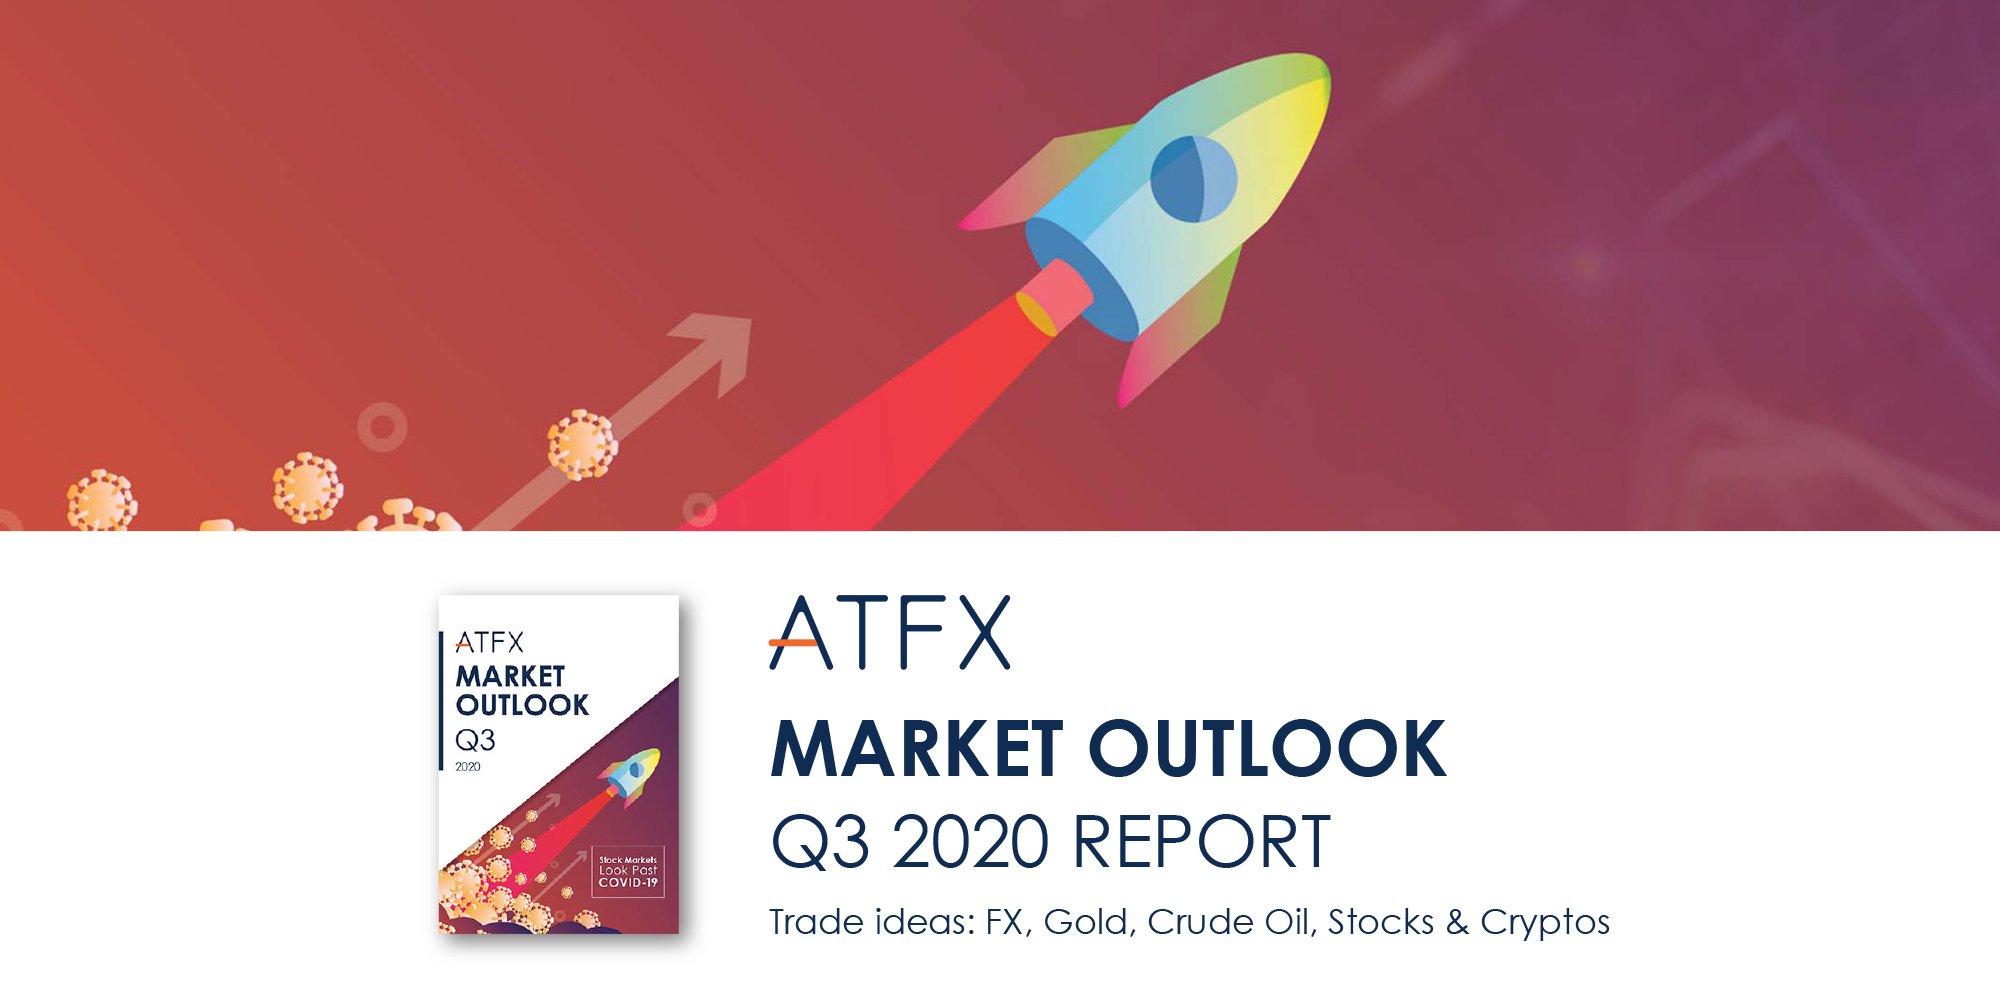 ATFX
MARKET
OUTLOOK
Q3
2020
Stock Markets
Look Past
COVID-19
ATFX
MARKET OUTLOOK
Q3 2020 REPORT
Trade ideas: FX, Gold, Crude Oil, Stocks & Cryptos